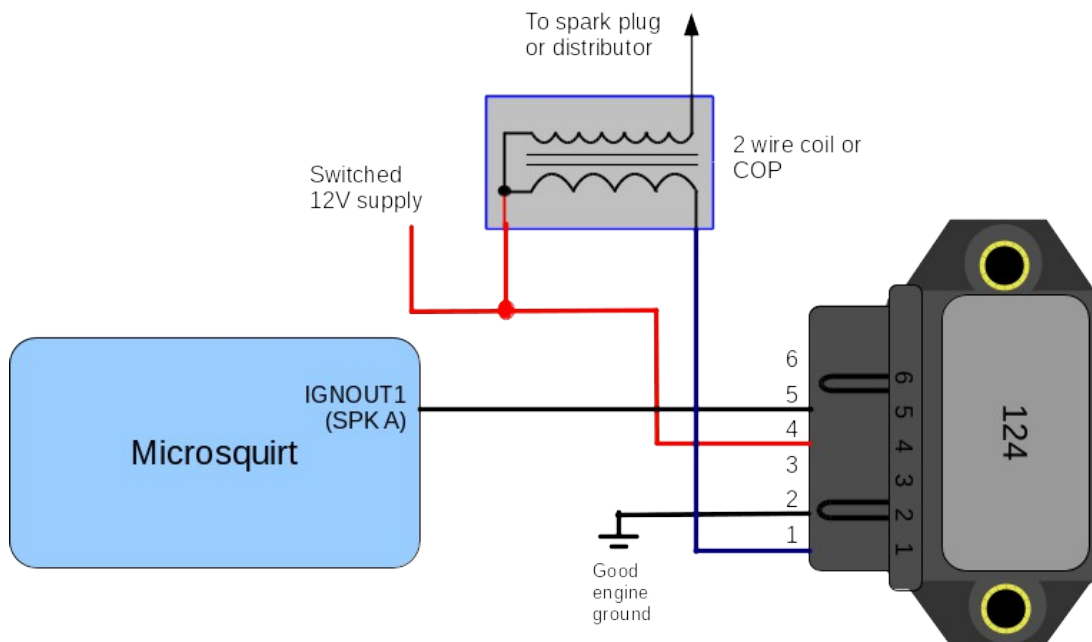 To spark plug
or distributor
2 wire coil or
COP
Switched
12V supply
IGNOUT1
(SPK A)
Microsquirt
6
5
4
3
2
1
6
5
4
3
2
1
124
Good
engine
ground